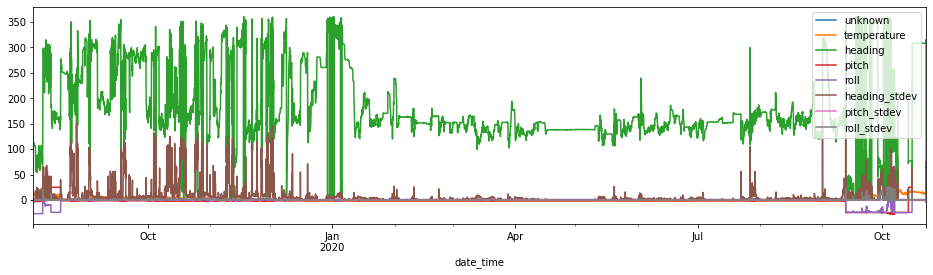 350
300
250
200
150
100
50
0
Oct
Jan
2020
Apr
Jul
Oct
date_time
unknown
temperature
heading
pitch
roll
heading_stdev
pitch_stdev
roll_stdev